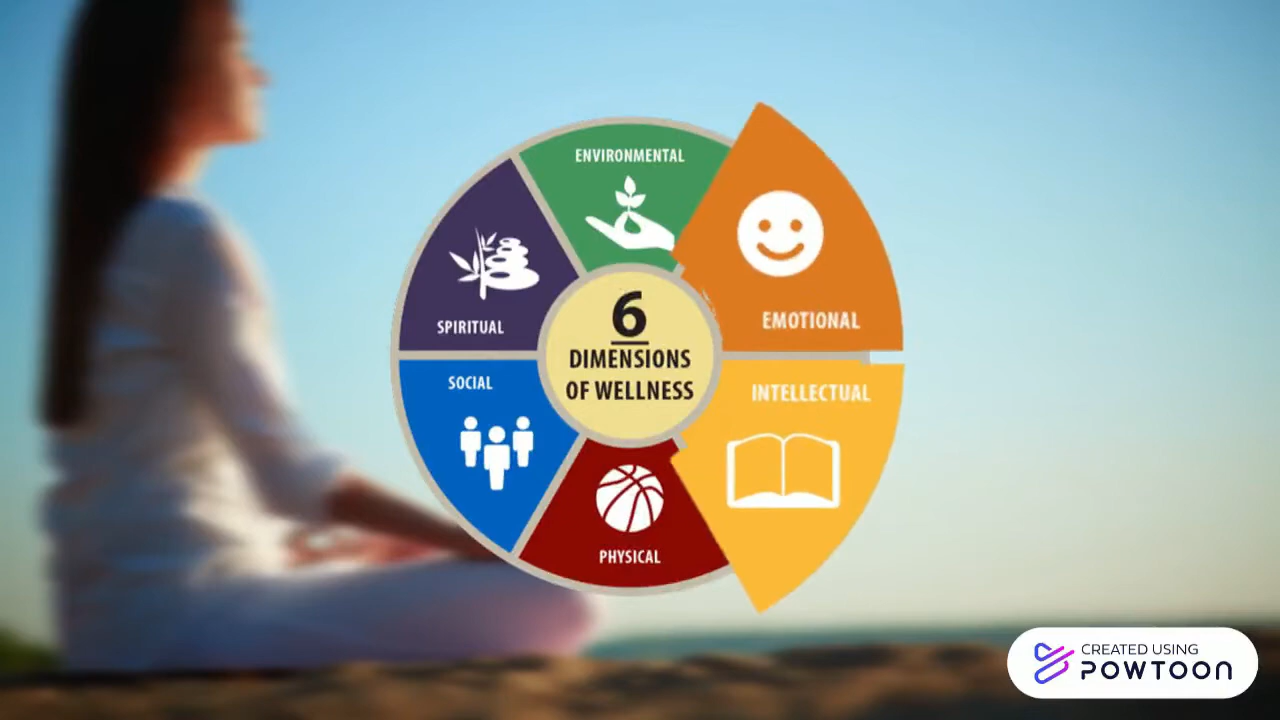 ENVIRONMENTAL
EMOTIONAL
SPIRITUAL
6
DIMENSIONS
OF WELLNESS
SOCIAL
INTELLECTUAL
PHYSICAL
CREATED USING
POWTOON